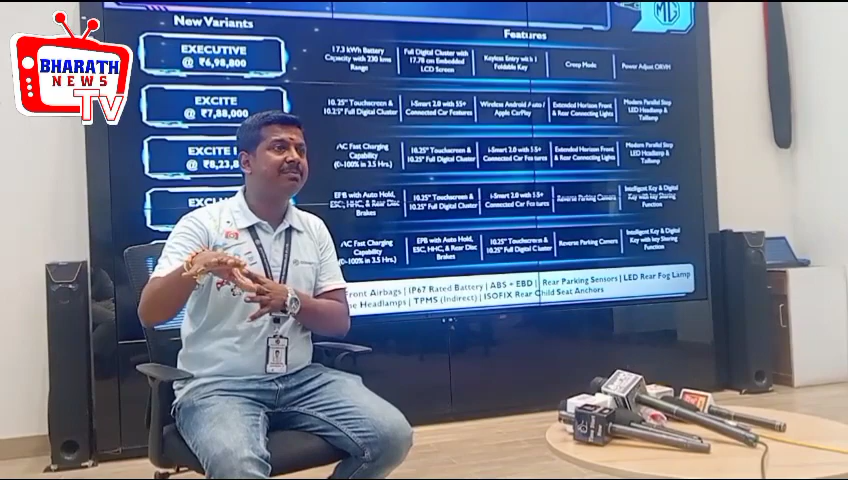 BHARATH
NEWS
TV
MG
New Variants
Features
EXECUTIVE
@ ₹6,98,800
17.3 kWh Battery
Capacity with 230 kms
Range
Full Digital Cluster with
17.78 cm Embedded
LCD Screen
Keyless Entry with 1
Foldable Key
Creep Mode
Power Adjust ORVM
EXCITE
@ ₹7,88,000
10.25" Touchscreen &
10.25" Full Digital Cluster
i-Smart 2.0 with 55+
Connected Car Features
Wireless Android Auto /
Apple CarPlay
Extended Horizon Front
& Rear Connecting Lights
Modern Parallel Step
LED Headlamp &
Taillamp
EXCITE
@ ₹8,23,8
AC Fast Charging
Capability
(0-100% in 3.5 Hrs.)
10.25" Touchscreen &
10.25" Full Digital Cluster
i-Smart 2.0 with 55+
Connected Car Features
Extended Horizon Front
& Rear Connecting Lights
Modern Parallel Step
LED Headlamp &
Taillamp
EPB with Auto Hold,
ESC, HHC, & Rear Disc
Brakes
10.25" Touchscreen &
10.25" Full Digital Cluster
i-Smart 2.0 with 55+
Connected Car Features
Reverse Parking Camera
Intelligent Key & Digital
Key with key Sharing
Function
AC Fast Charging
Capability
(0-100% in 3.5 Hrs.)
EPB with Auto Hold,
ESC, HHC, & Rear Disc
Brakes
10.25" Touchscreen &
10.25" Full Digital Cluster
Reverse Parking Camera
Intelligent Key & Digital
Key with key Sharing
Function
Front Airbags | IP67 Rated Battery | ABS + EBD | Rear Parking Sensors | LED Rear Fog Lamp
Headlamps | TPMS (Indirect) | ISOFIX Rear Child Seat Anchors